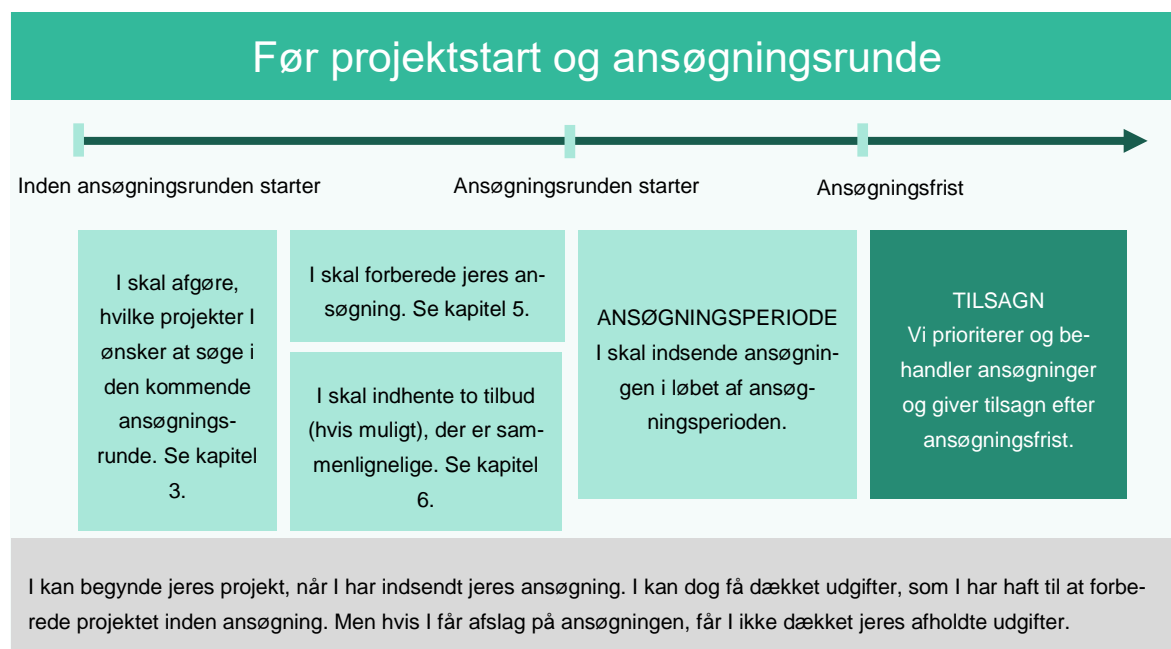 Før projektstart og ansøgningsrunde
Inden ansøgningsrunden starter
Ansøgningsrunden starter
Ansøgningsfrist
I skal afgøre,
hvilke projekter I
ønsker at søge i
den kommende
ansøgnings-
runde. Se kapitel
3.
I skal forberede jeres an-
søgning. Se kapitel 5.
I skal indhente to tilbud
(hvis muligt), der er sam-
menlignelige. Se kapitel
6.
ANSØGNINGSPERIODE
I skal indsende ansøgnin-
gen i løbet af ansøg-
ningsperioden.
TILSAGN
Vi prioriterer og be-
handler ansøgninger
og giver tilsagn efter
ansøgningsfrist.
I kan begynde jeres projekt, når I har indsendt jeres ansøgning. I kan dog få dækket udgifter, som I har haft til at forbe-
rede projektet inden ansøgning. Men hvis I får afslag på ansøgningen, får I ikke dækket jeres afholdte udgifter.